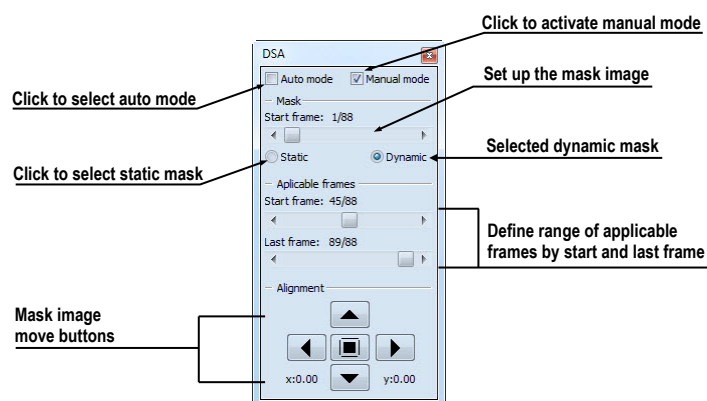 Click to activate manual mode
DSA
Auto mode
Manual mode
Set up the mask image
Click to select auto mode
Mask
Start frame: 1/88
Static
Dynamic
Selected dynamic mask
Click to select static mask
Aplicable frames
Start frame: 45/88
Define range of applicable
frames by start and last frame
Last frame: 89/88
Alignment
Mask image
move buttons
x:0.00
y:0.00